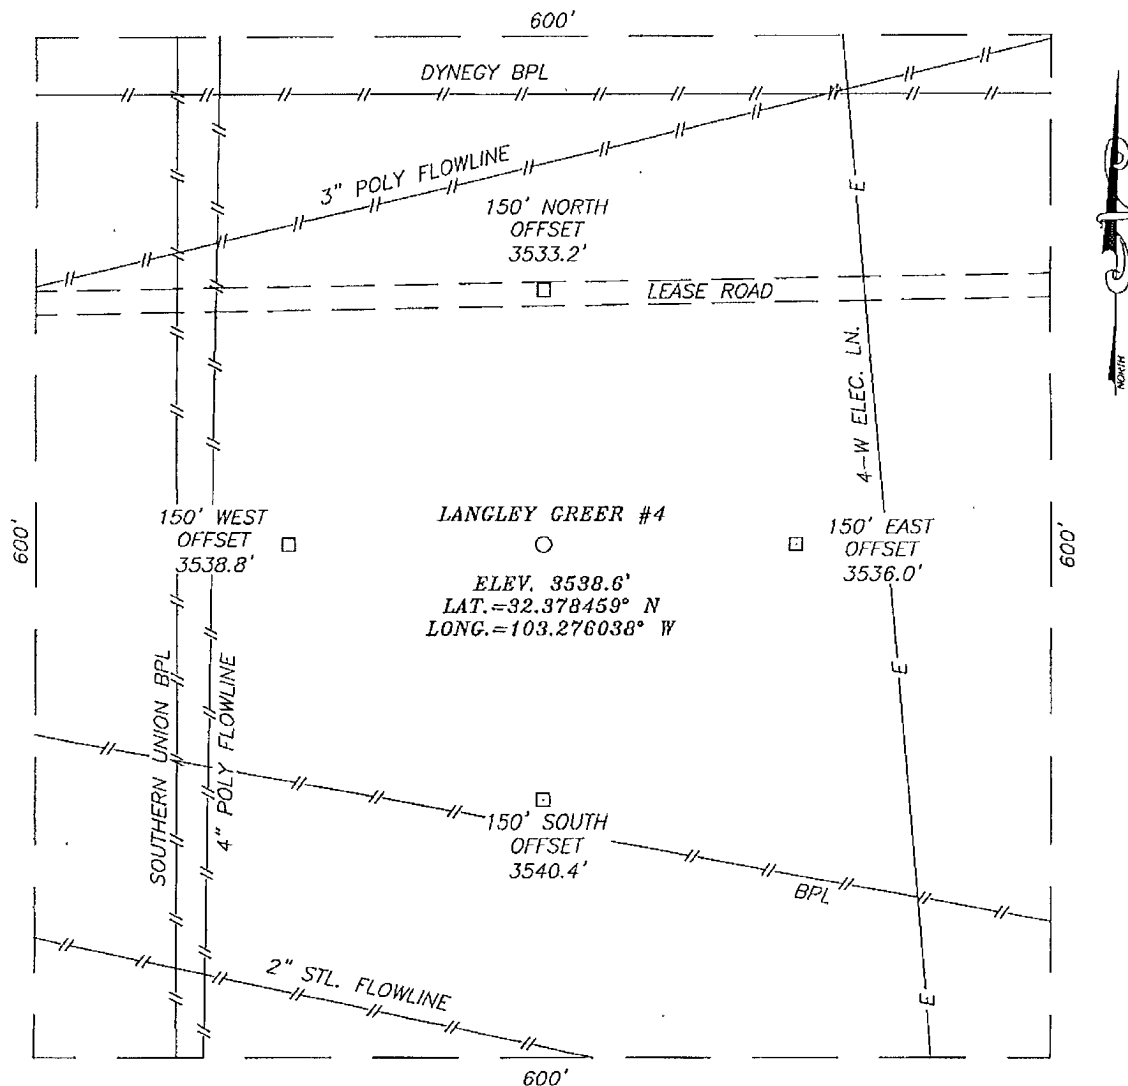 600'
DYNEGY BPL
3" POLY FLOWLINE
150' NORTH
OFFSET
3533.2'
LEASE ROAD
E
4-W ELEC. LN.
NORTH
600'
150' WEST
OFFSET
3538.8'
LANGLEY GREER #4
ELEV. 3538.6'
LAT.=32.378459° N
LONG.=103.276038° W
150' EAST
OFFSET
3536.0'
600'
E
SOUTHERN UNION BPL
4" POLY FLOWLINE
150' SOUTH
OFFSET
3540.4'
BPL
2" STL. FLOWLINE
E
600'